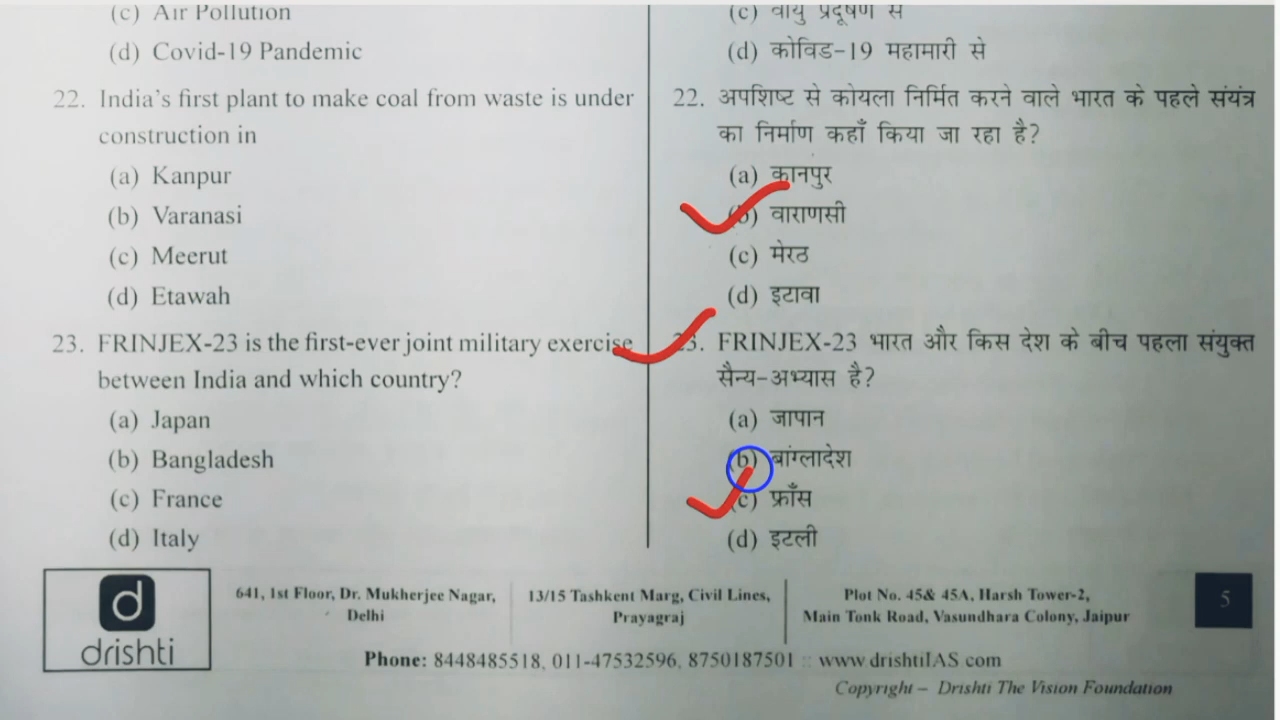 (c) Air Pollution
(d) Covid-19 Pandemic
22. India's first plant to make coal from waste is under
construction in
(a) Kanpur
(b) Varanasi
(c) Meerut
(d) Etawah
23. FRINJEX-23 is the first-ever joint military exercise
between India and which country?
(a) Japan
(b) Bangladesh
(c) France
(d) Italy
(c) वायु प्रदूषण से
(d) कोविड-19 महामारी से
22. अपशिष्ट से कोयला निर्मित करने वाले भारत के पहले संयंत्र
का निर्माण कहाँ किया जा रहा है?
(a) कानपुर
(b) वाराणसी
(c) मेरठ
(d) इटावा
23. FRINJEX-23 भारत और किस देश के बीच पहला संयुक्त
सैन्य-अभ्यास है?
(a) जापान
(b) बांग्लादेश
(c) फ्राँस
(d) इटली
d
drishti
641, 1st Floor, Dr. Mukherjee Nagar,
Delhi
13/15 Tashkent Marg, Civil Lines,
Prayagraj
Plot No. 45& 45A, Harsh Tower-2,
Main Tonk Road, Vasundhara Colony, Jaipur
5
Phone: 8448485518, 011-47532596, 8750187501 :: www drishtiIAS com
Copyright – Drishti The Vision Foundation